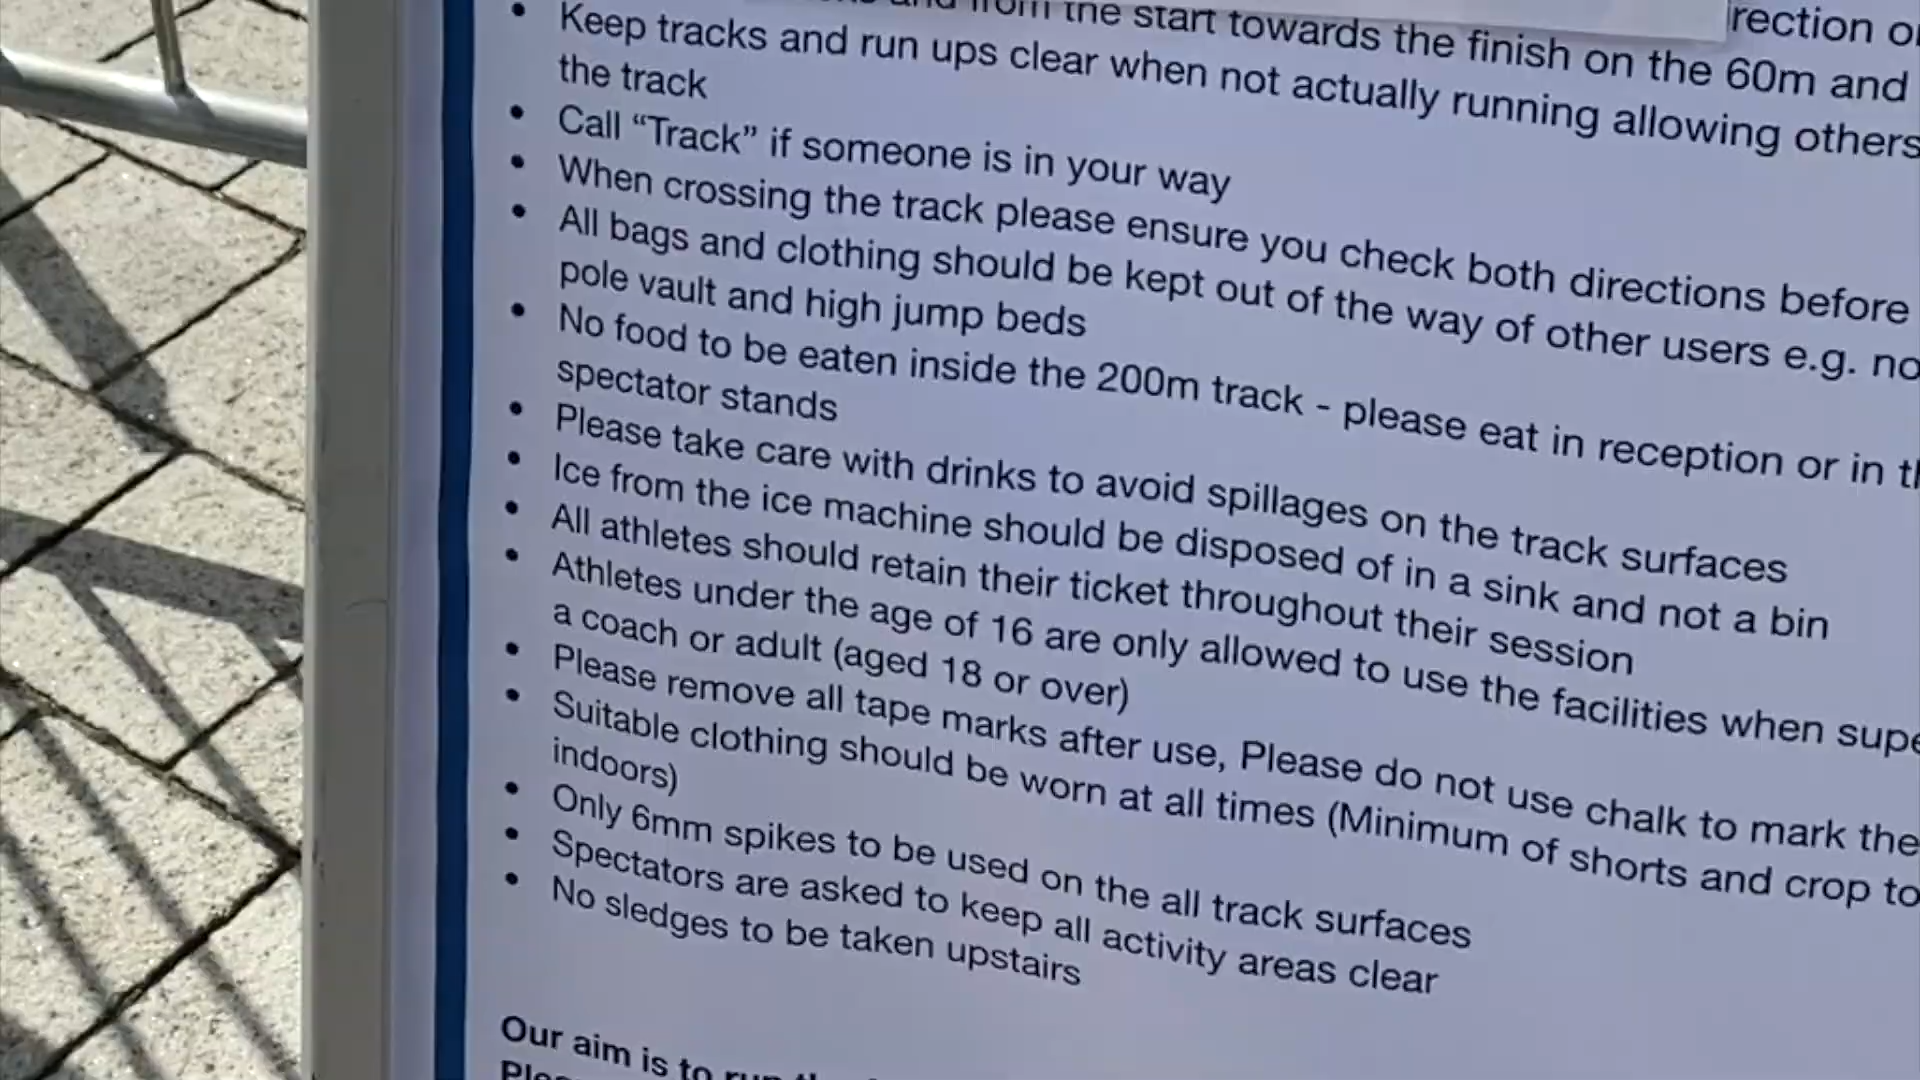 rection o
from the start towards the finish on the 60m and
Keep tracks and run ups clear when not actually running allowing others
the track
Call “Track” if someone is in your way
When crossing the track please ensure you check both directions before
All bags and clothing should be kept out of the way of other users e.g. no
pole vault and high jump beds
No food to be eaten inside the 200m track - please eat in reception or in th
spectator stands
Please take care with drinks to avoid spillages on the track surfaces
Ice from the ice machine should be disposed of in a sink and not a bin
All athletes should retain their ticket throughout their session
Athletes under the age of 16 are only allowed to use the facilities when supe
a coach or adult (aged 18 or over)
Please remove all tape marks after use, Please do not use chalk to mark the
Suitable clothing should be worn at all times (Minimum of shorts and crop to
indoors)
Only 6mm spikes to be used on the all track surfaces
Spectators are asked to keep all activity areas clear
No sledges to be taken upstairs
Our aim is to run